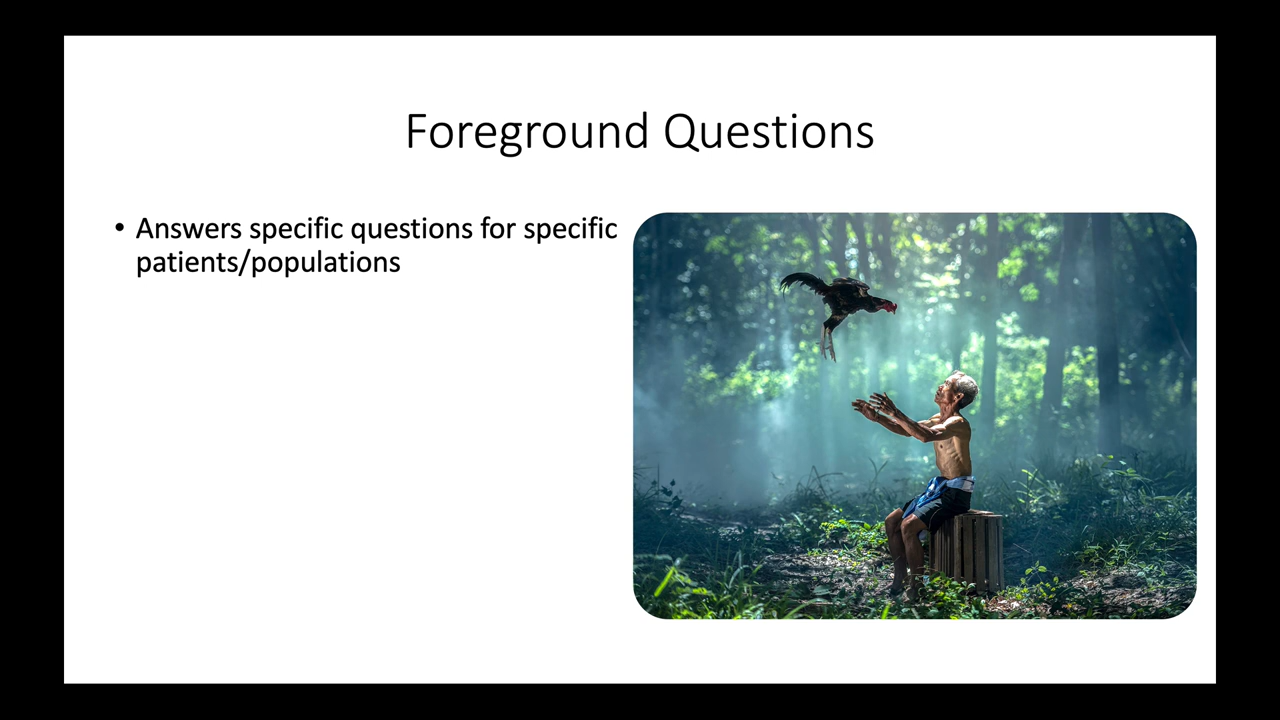 Foreground Questions
• Answers specific questions for specific
patients/populations